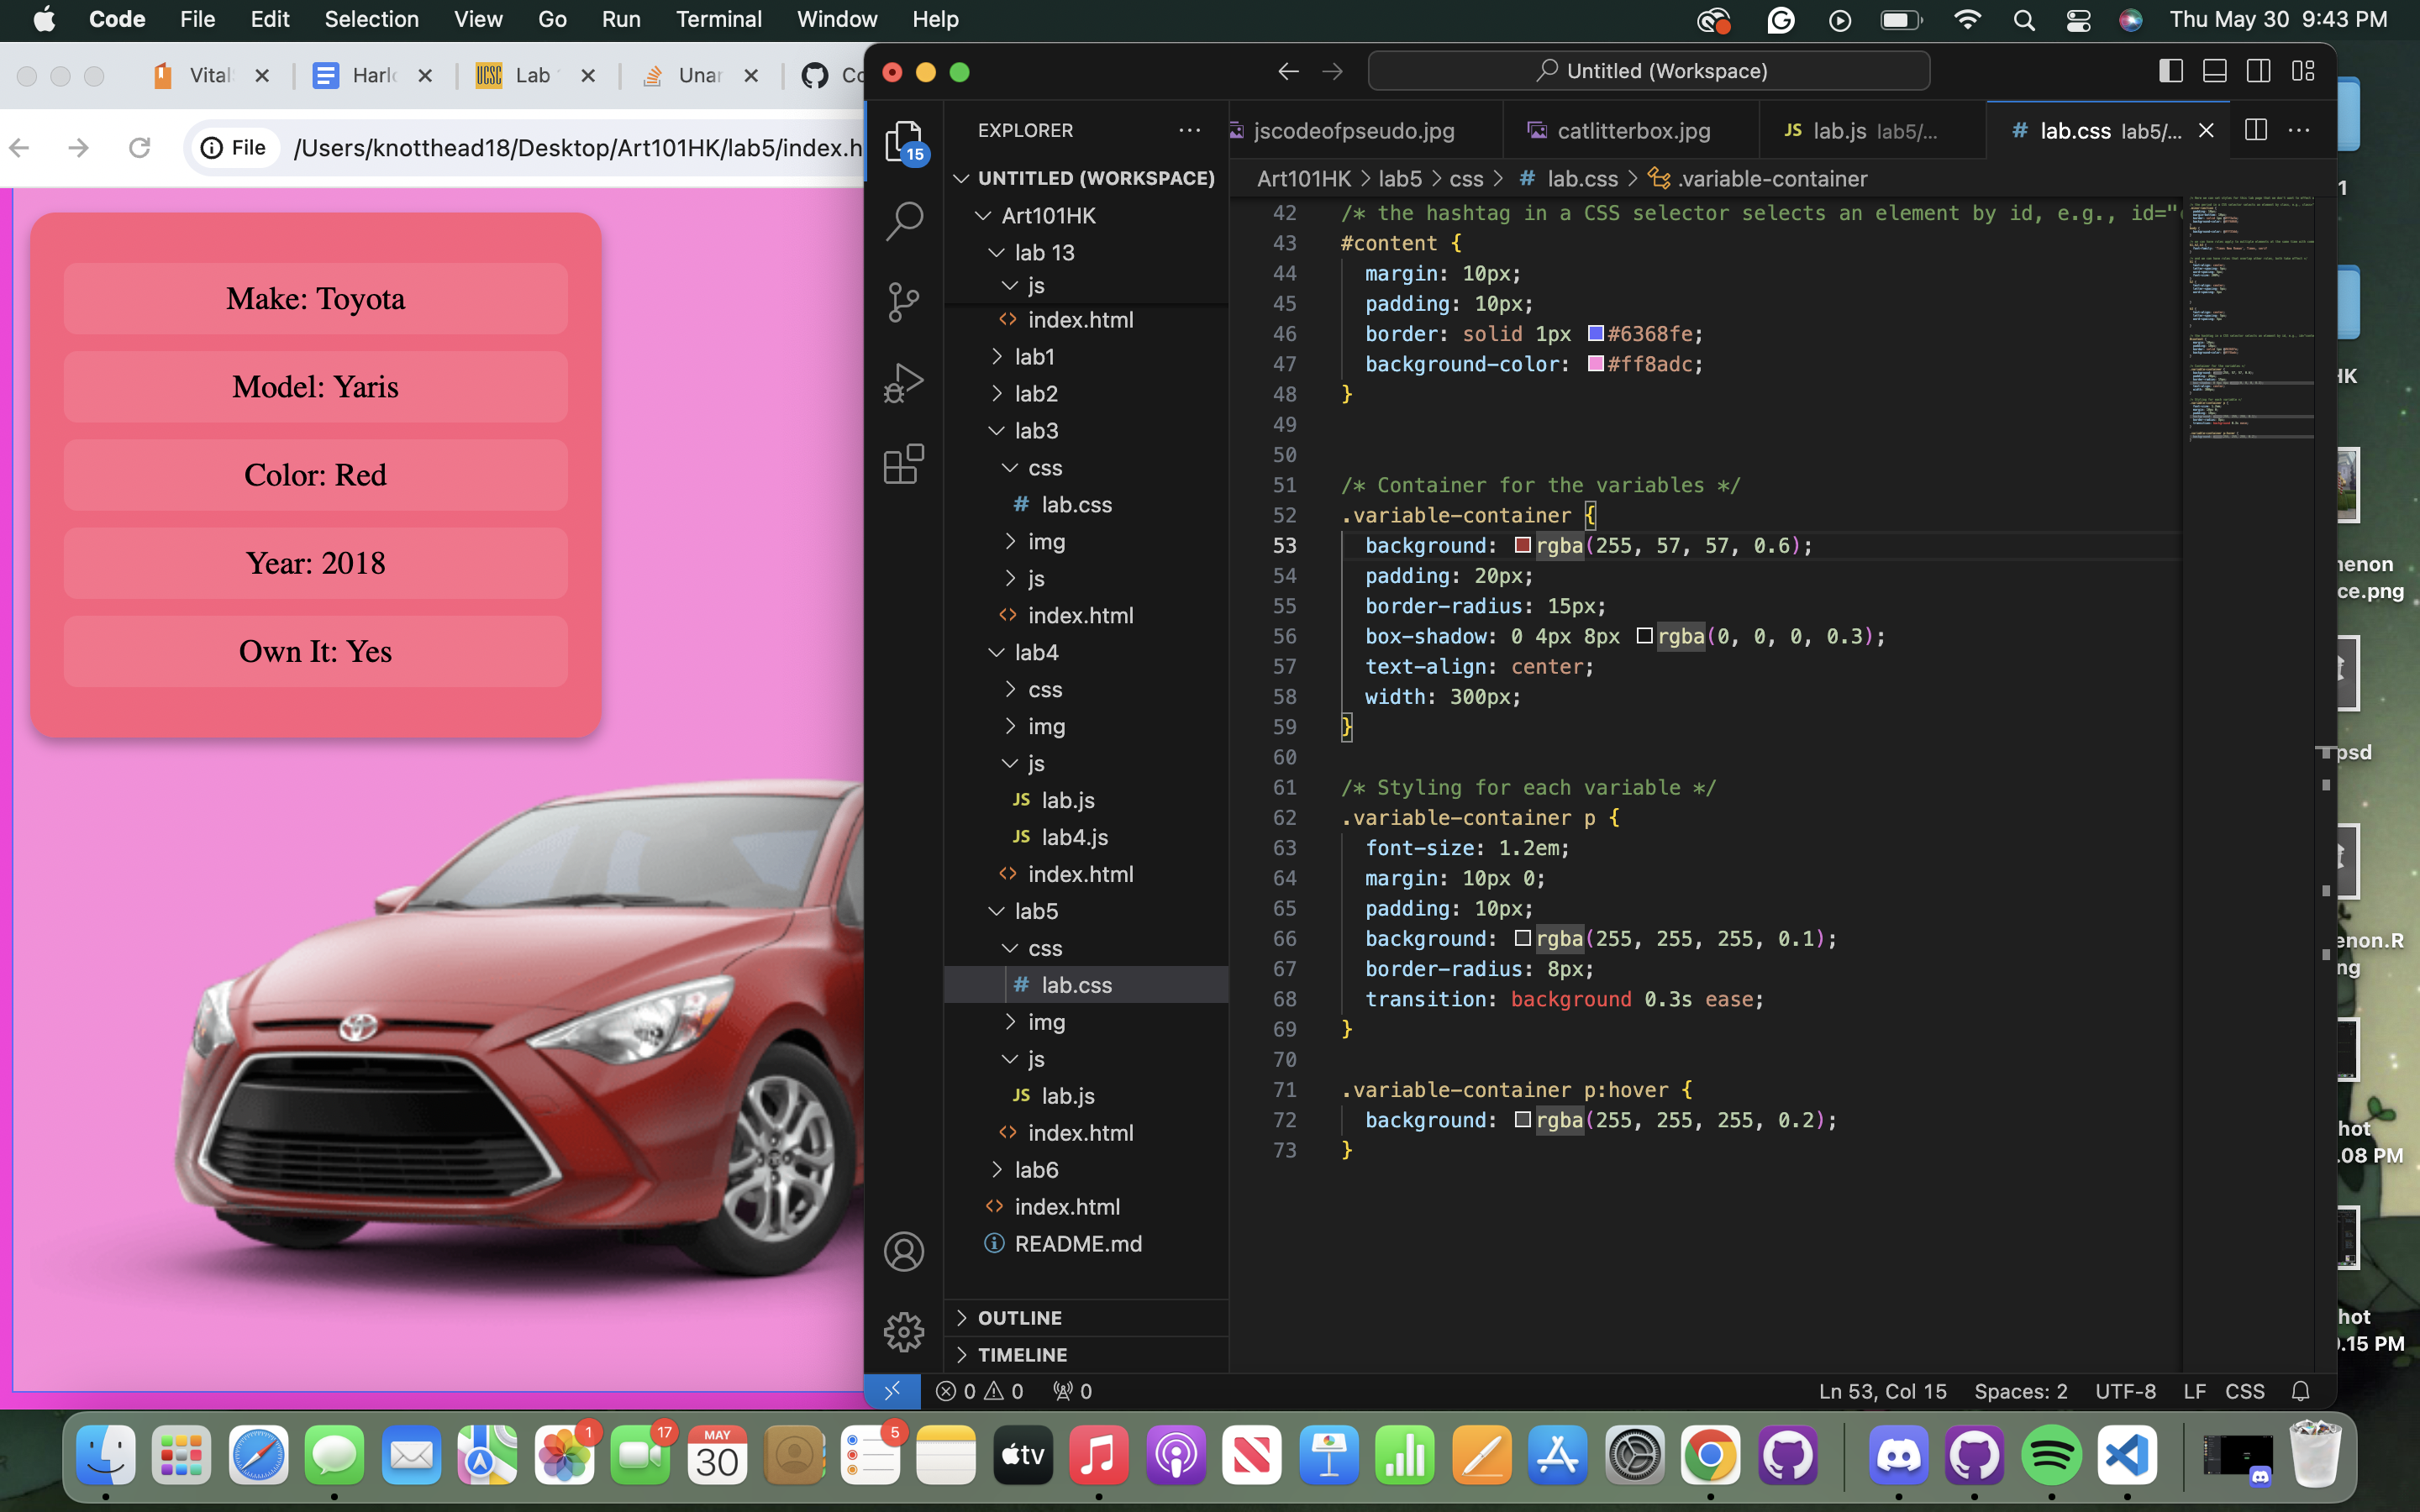 Code File Edit Selection View Go Run Terminal Window Help
Thu May 30 9:43 PM
Vital
Harl
UCSC Lab
Unar
Untitled (Workspace)
File /Users/knotthead18/Desktop/Art101HK/lab5/index.h
Make: Toyota
Model: Yaris
Color: Red
Year: 2018
Own It: Yes
15
EXPLORER
UNTITLED (WORKSPACE)
Art101HK
lab 13
js
<> index.html
lab1
lab2
lab3
css
# lab.css
img
js
<> index.html
lab4
css
img
js
JS lab.js
JS lab4.js
<> index.html
lab5
css
# lab.css
img
js
JS lab.js
<> index.html
lab6
<> index.html
README.md
OUTLINE
TIMELINE
jscodeofpseudo.jpg
catlitterbox.jpg
JS lab.js lab5/...
# lab.css lab5/...
Art101HK > lab5 > css > # lab.css > .variable-container
42 /* the hashtag in a CSS selector selects an element by id, e.g., id="
43 #content {
44 margin: 10px;
45 padding: 10px;
46 border: solid 1px #6368fe;
47 background-color: #ff8adc;
48 }
49
50
51 /* Container for the variables */
52 .variable-container {
53 background: rgba(255, 57, 57, 0.6);
54 padding: 20px;
55 border-radius: 15px;
56 box-shadow: 0 4px 8px rgba(0, 0, 0, 0.3);
57 text-align: center;
58 width: 300px;
59 }
60
61 /* Styling for each variable */
62 .variable-container p {
63 font-size: 1.2em;
64 margin: 10px 0;
65 padding: 10px;
66 background: rgba(255, 255, 255, 0.1);
67 border-radius: 8px;
68 transition: background 0.3s ease;
69 }
70
71 .variable-container p:hover {
72 background: rgba(255, 255, 255, 0.2);
73 }
0 0 0
Ln 53, Col 15 Spaces: 2 UTF-8 LF CSS
1
HK
nenon
ce.png
psd
enon.R
ng
hot
.08 PM
hot
.15 PM
1
17
MAY
30
5
tv